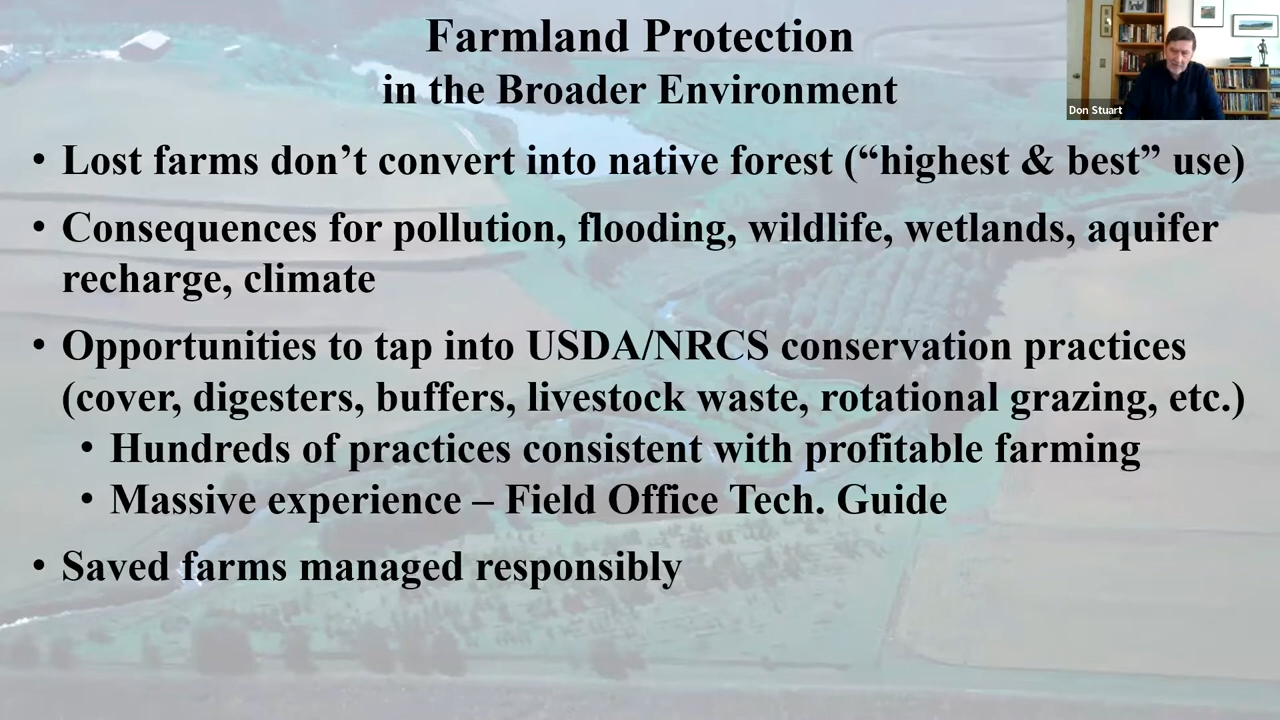 Farmland Protection
in the Broader Environment
Don Stuart
• Lost farms don’t convert into native forest (“highest & best” use)
• Consequences for pollution, flooding, wildlife, wetlands, aquifer
recharge, climate
• Opportunities to tap into USDA/NRCS conservation practices
(cover, digesters, buffers, livestock waste, rotational grazing, etc.)
• Hundreds of practices consistent with profitable farming
• Massive experience – Field Office Tech. Guide
• Saved farms managed responsibly